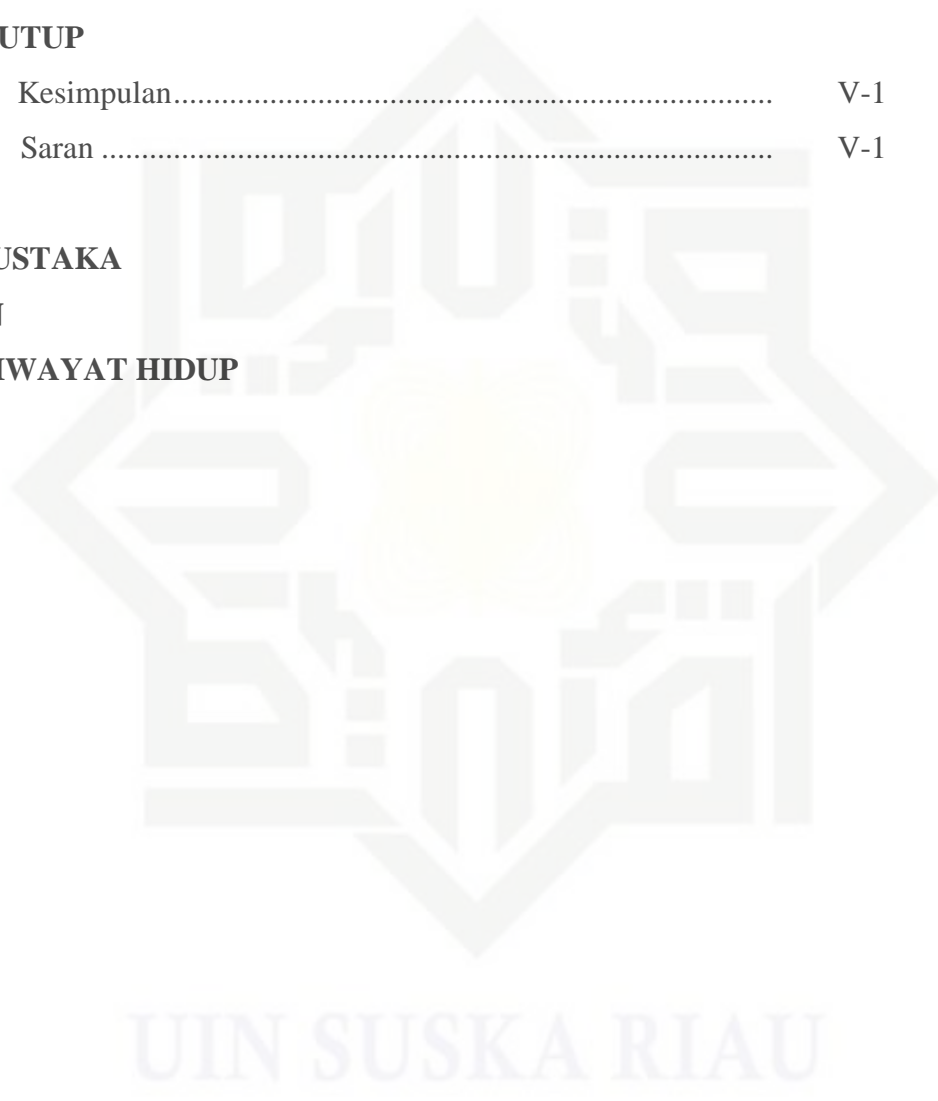 UTUP
Kesimpulan........................................................................... V-1
Saran .................................................................................... V-1
USTAKA
N
IWAYAT HIDUP
UIN SUSKA RIAU